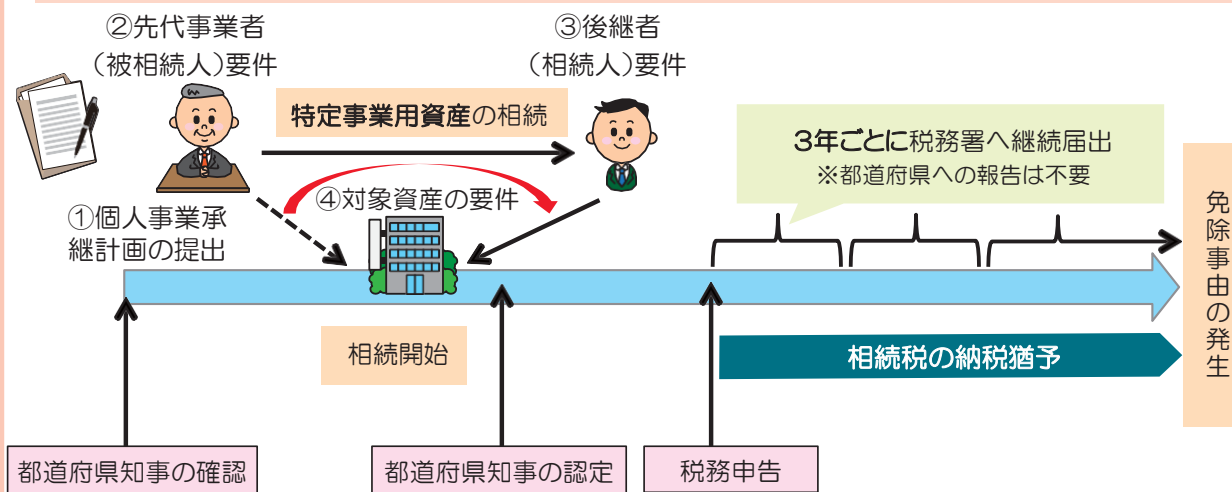 ②先代事業者
（被相続人）要件
③後継者
（相続人）要件
特定事業用資産の相続
3年ごとに税務署へ継続届出
※都道府県への報告は不要
①個人事業承
継計画の提出
④対象資産の要件
免除事由の発生
相続開始
相続税の納税猶予
都道府県知事の確認
都道府県知事の認定
税務申告